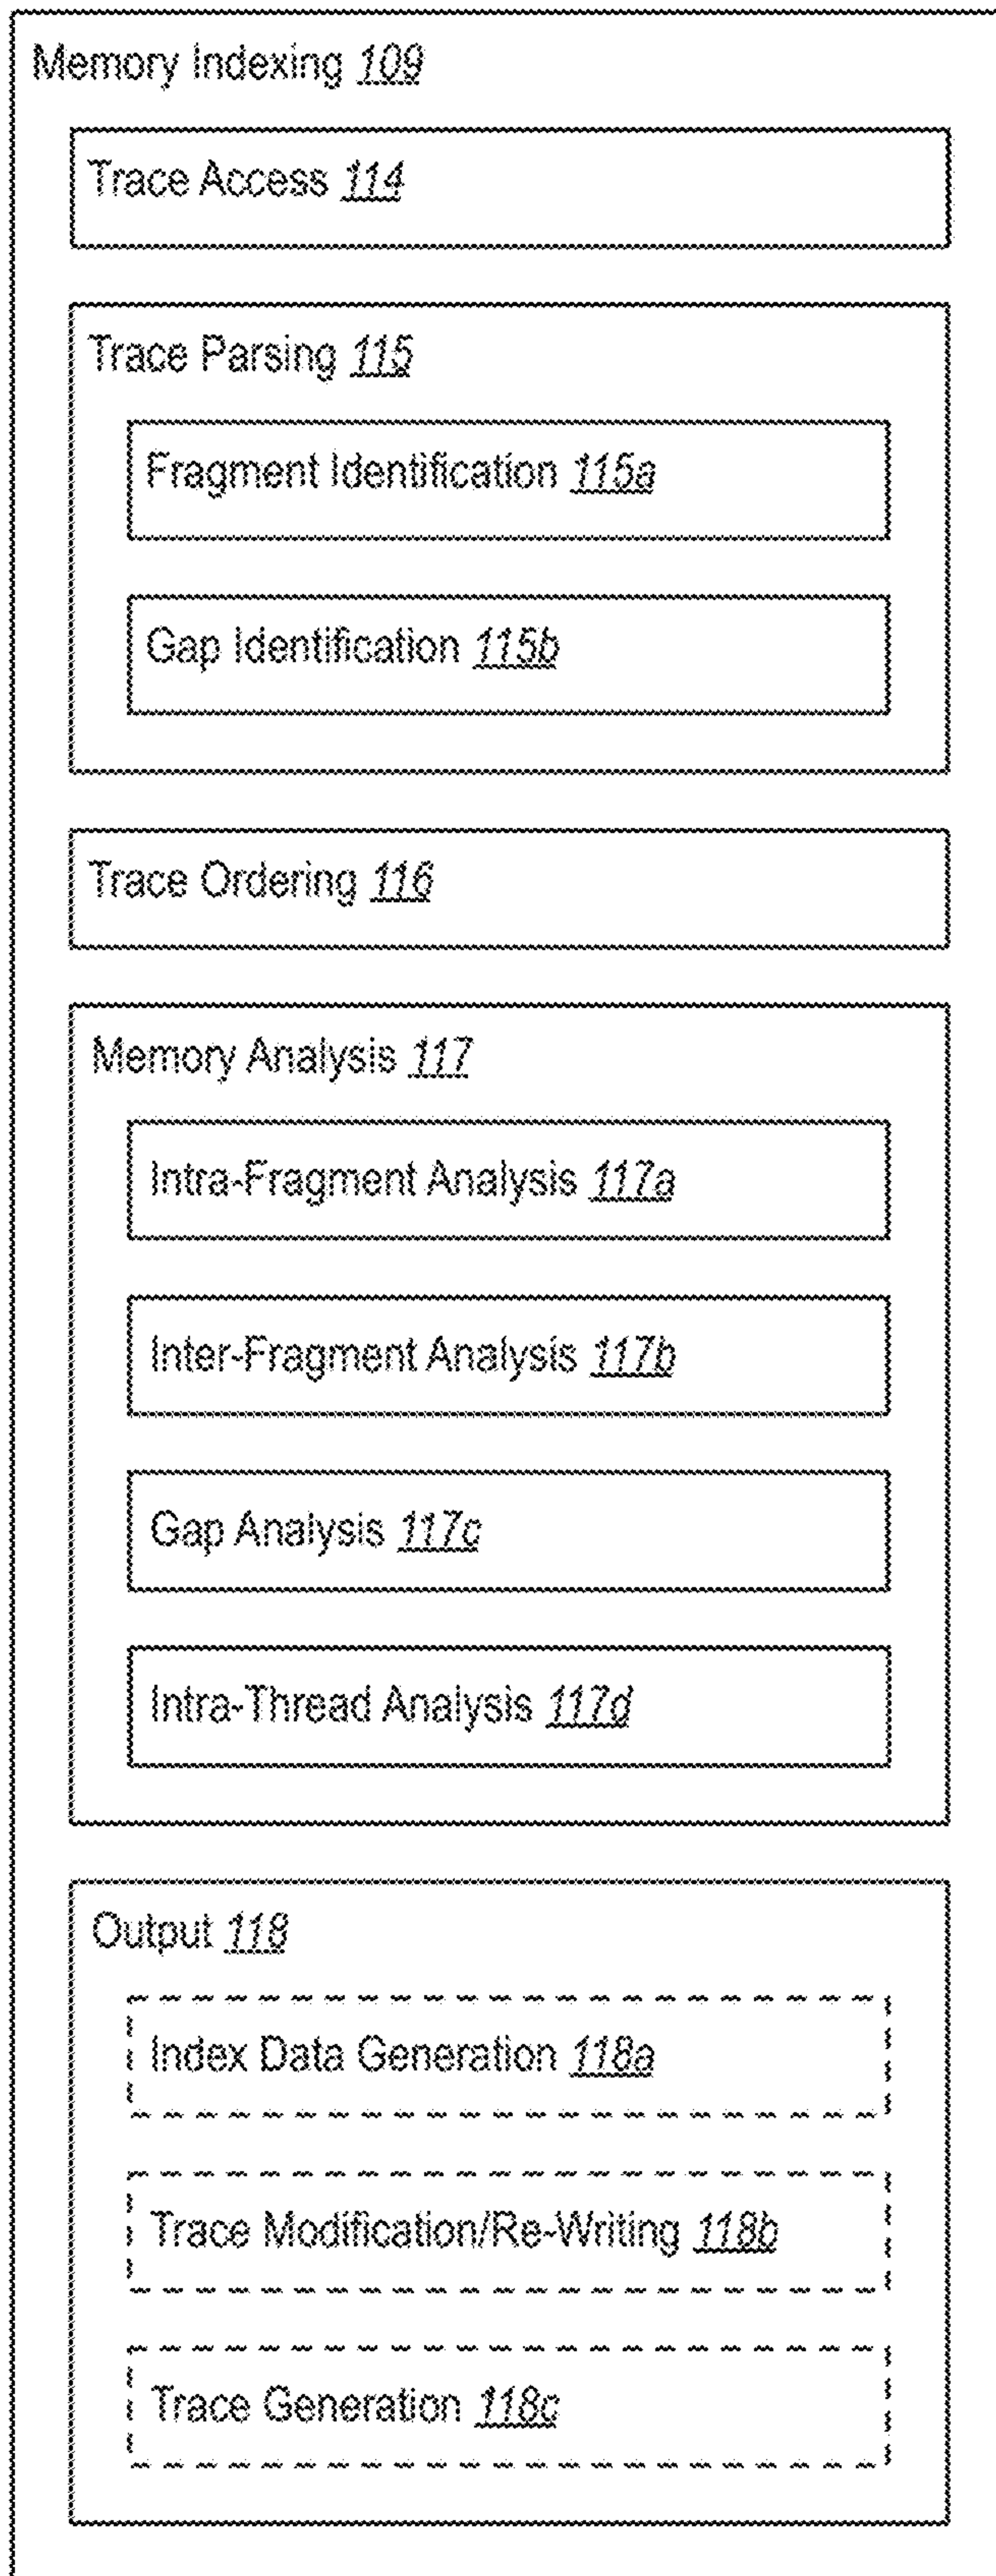 Memory Indexing 109
Trace Access 114
Trace Parsing 115
Fragment Identification 115a
Gap Identification 115b
Trace Ordering 116
Memory Analysis 117
Intra-Fragment Analysis 117a
Inter-Fragment Analysis 117b
Gap Analysis 117c
Intra-Thread Analysis 117d
Output 118
Index Data Generation 118a
Trace Modification/Re-Writing 118b
Trace Generation 118c